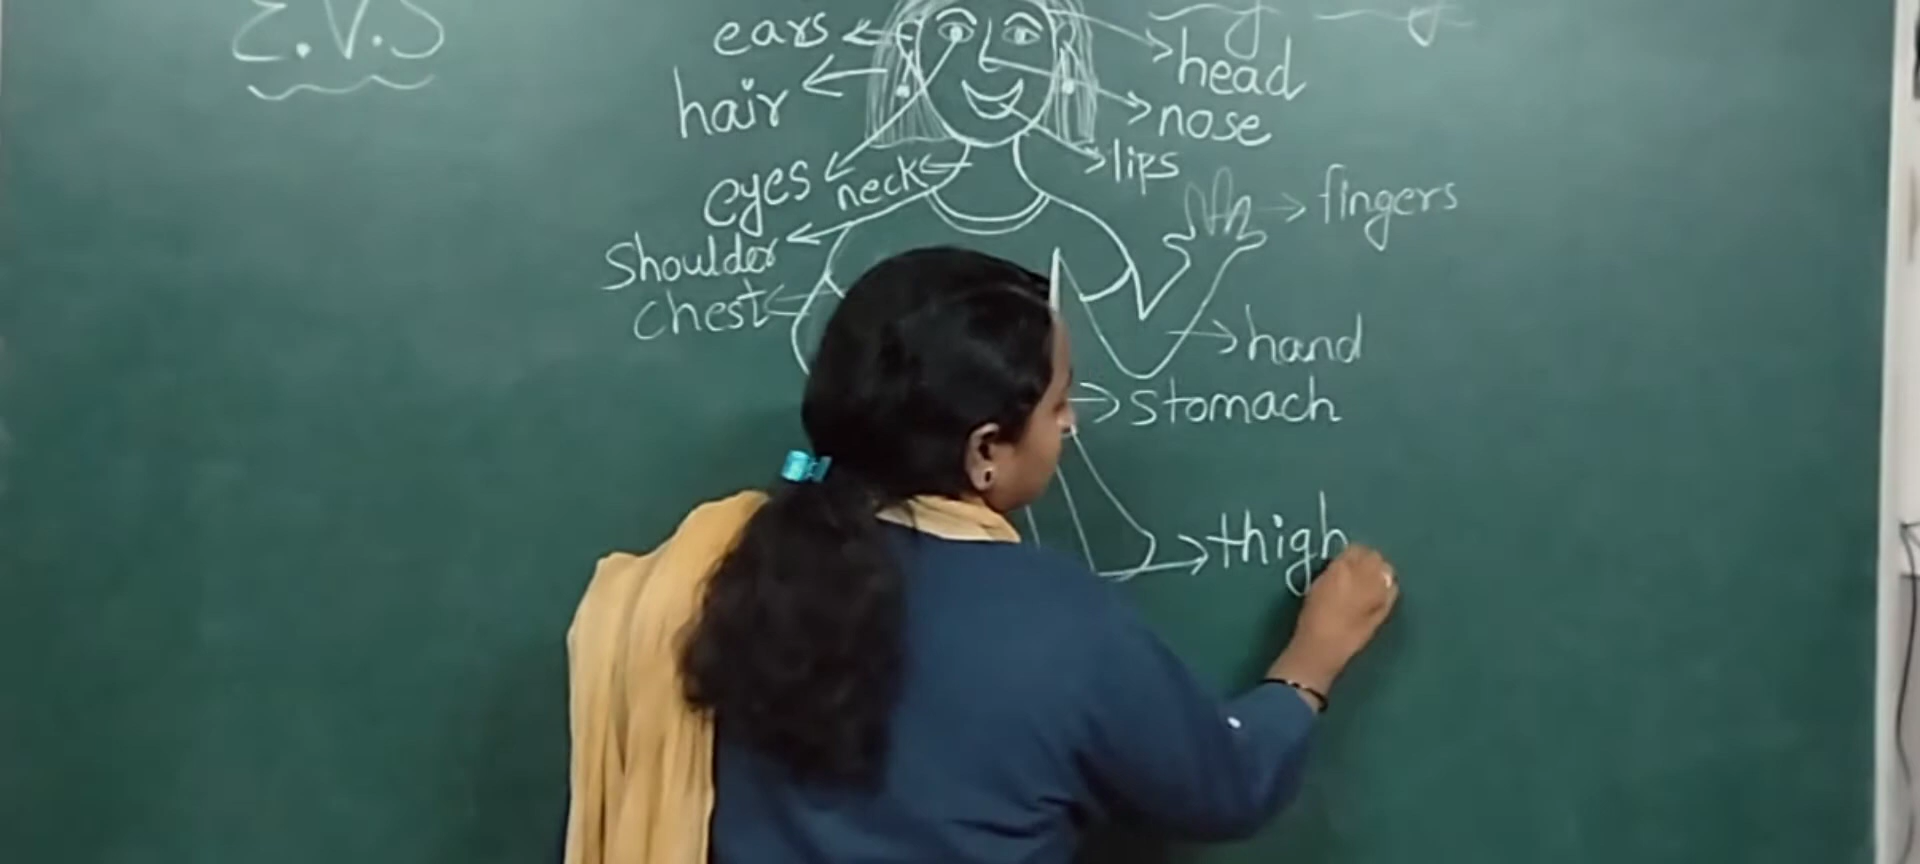 E.V.S
ears
head
hair
nose
lips
eyes
neck
fingers
Shoulder
chest
hand
stomach
thigh